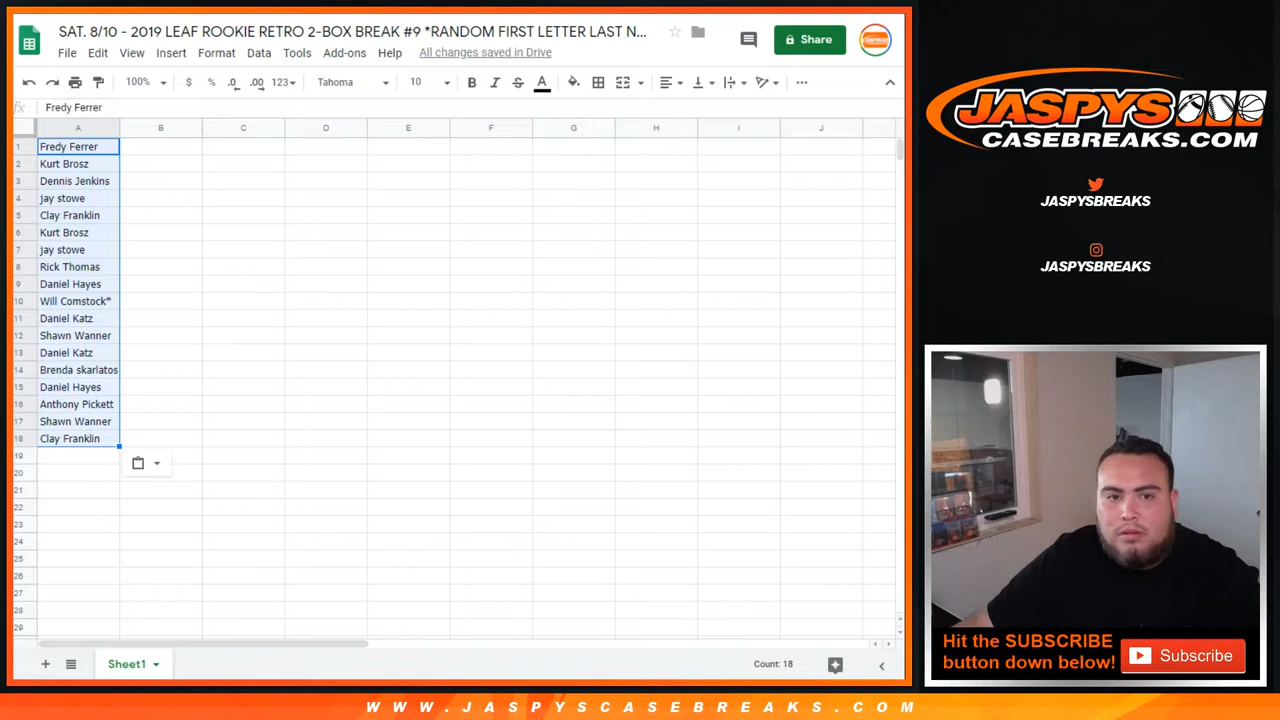 SAT. 8/10 - 2019 LEAF ROOKIE RETRO 2-BOX BREAK #9 *RANDOM FIRST LETTER LAST N...
Share
File Edit View Insert Format Data Tools Add-ons Help All changes saved in Drive
100% $ % .0 .00 123 Tahoma 10 B I S A
fx Fredy Ferrer
A B C D E F G H I J
1 Fredy Ferrer
2 Kurt Brosz
3 Dennis Jenkins
4 jay stowe
5 Clay Franklin
6 Kurt Brosz
7 jay stowe
8 Rick Thomas
9 Daniel Hayes
10 Will Comstock*
11 Daniel Katz
12 Shawn Wanner
13 Daniel Katz
14 Brenda skarlatos
15 Daniel Hayes
16 Anthony Pickett
17 Shawn Wanner
18 Clay Franklin
19
20
21
22
23
24
25
26
27
28
29
Sheet1
Count: 18
JASPYS
CASEBREAKS.COM
JASPYSBREAKS
JASPYSBREAKS
Hit the SUBSCRIBE
button down below!
Subscribe
WWW.JASPYSCASEBREAKS.COM